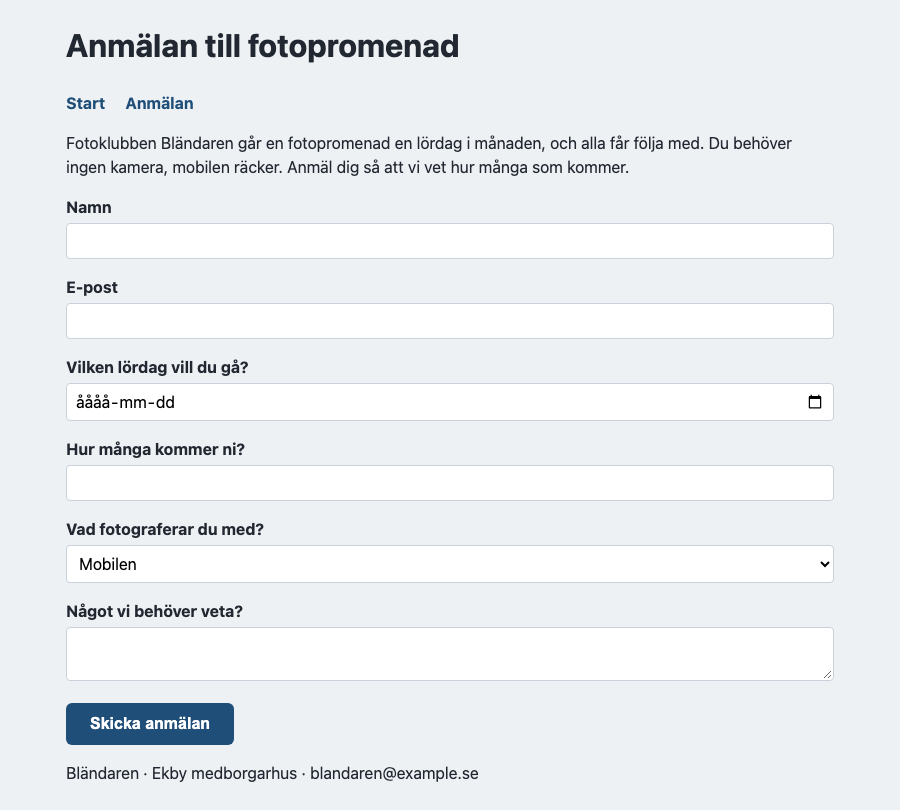 Anmälan till fotopromenad
Start Anmälan
Fotoklubben Bländaren går en fotopromenad en lördag i månaden, och alla får följa med. Du behöver
ingen kamera, mobilen räcker. Anmäl dig så att vi vet hur många som kommer.
Namn
E-post
Vilken lördag vill du gå?
åååå-mm-dd
Hur många kommer ni?
Vad fotograferar du med?
Mobilen
Något vi behöver veta?
Skicka anmälan
Bländaren · Ekby medborgarhus · blandaren@example.se